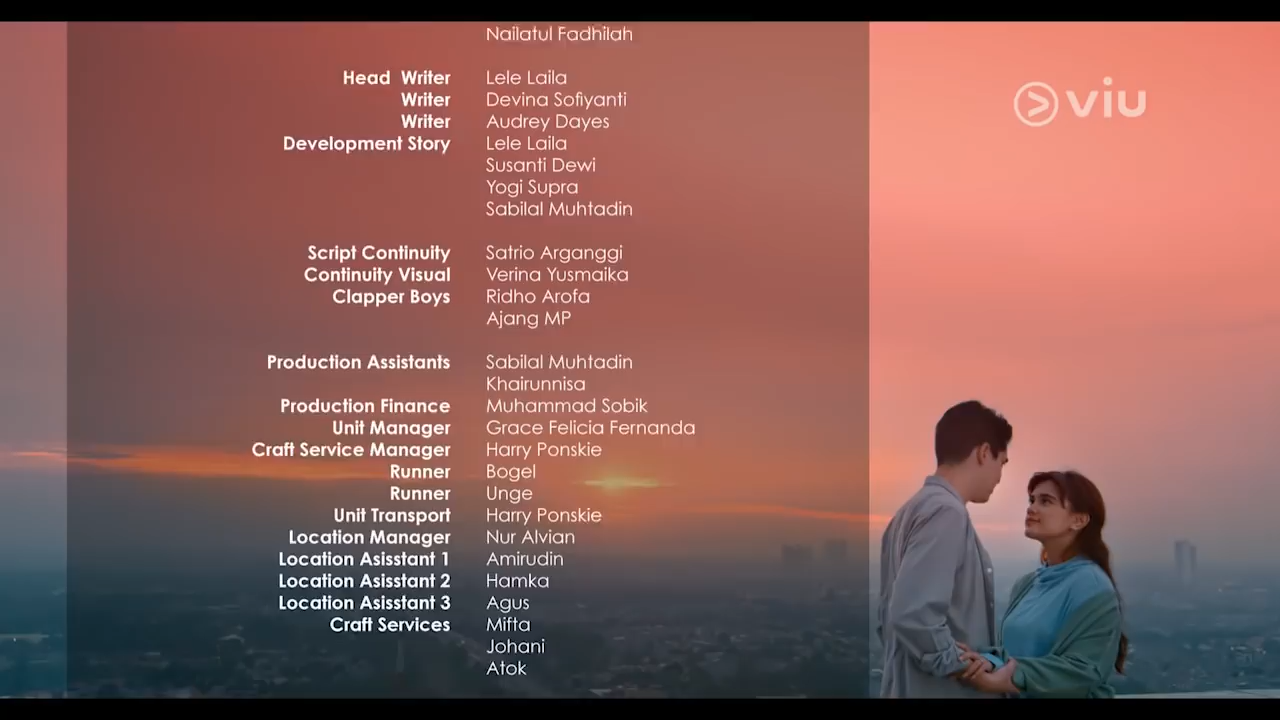 Nailatul Fadhilah
Head Writer Lele Laila
Writer Devina Sofiyanti
Writer Audrey Dayes
Development Story Lele Laila
Susanti Dewi
Yogi Supra
Sabilal Muhtadin
Script Continuity Satrio Arganggi
Continuity Visual Verina Yusmaika
Clapper Boys Ridho Arofa
Ajang MP
Production Assistants Sabilal Muhtadin
Khairunnisa
Production Finance Muhammad Sobik
Unit Manager Grace Felicia Fernanda
Craft Service Manager Harry Ponskie
Runner Bogel
Runner Unge
Unit Transport Harry Ponskie
Location Manager Nur Alvian
Location Asisstant 1 Amirudin
Location Asisstant 2 Hamka
Location Asisstant 3 Agus
Craft Services Mifta
Johani
Atok
viu